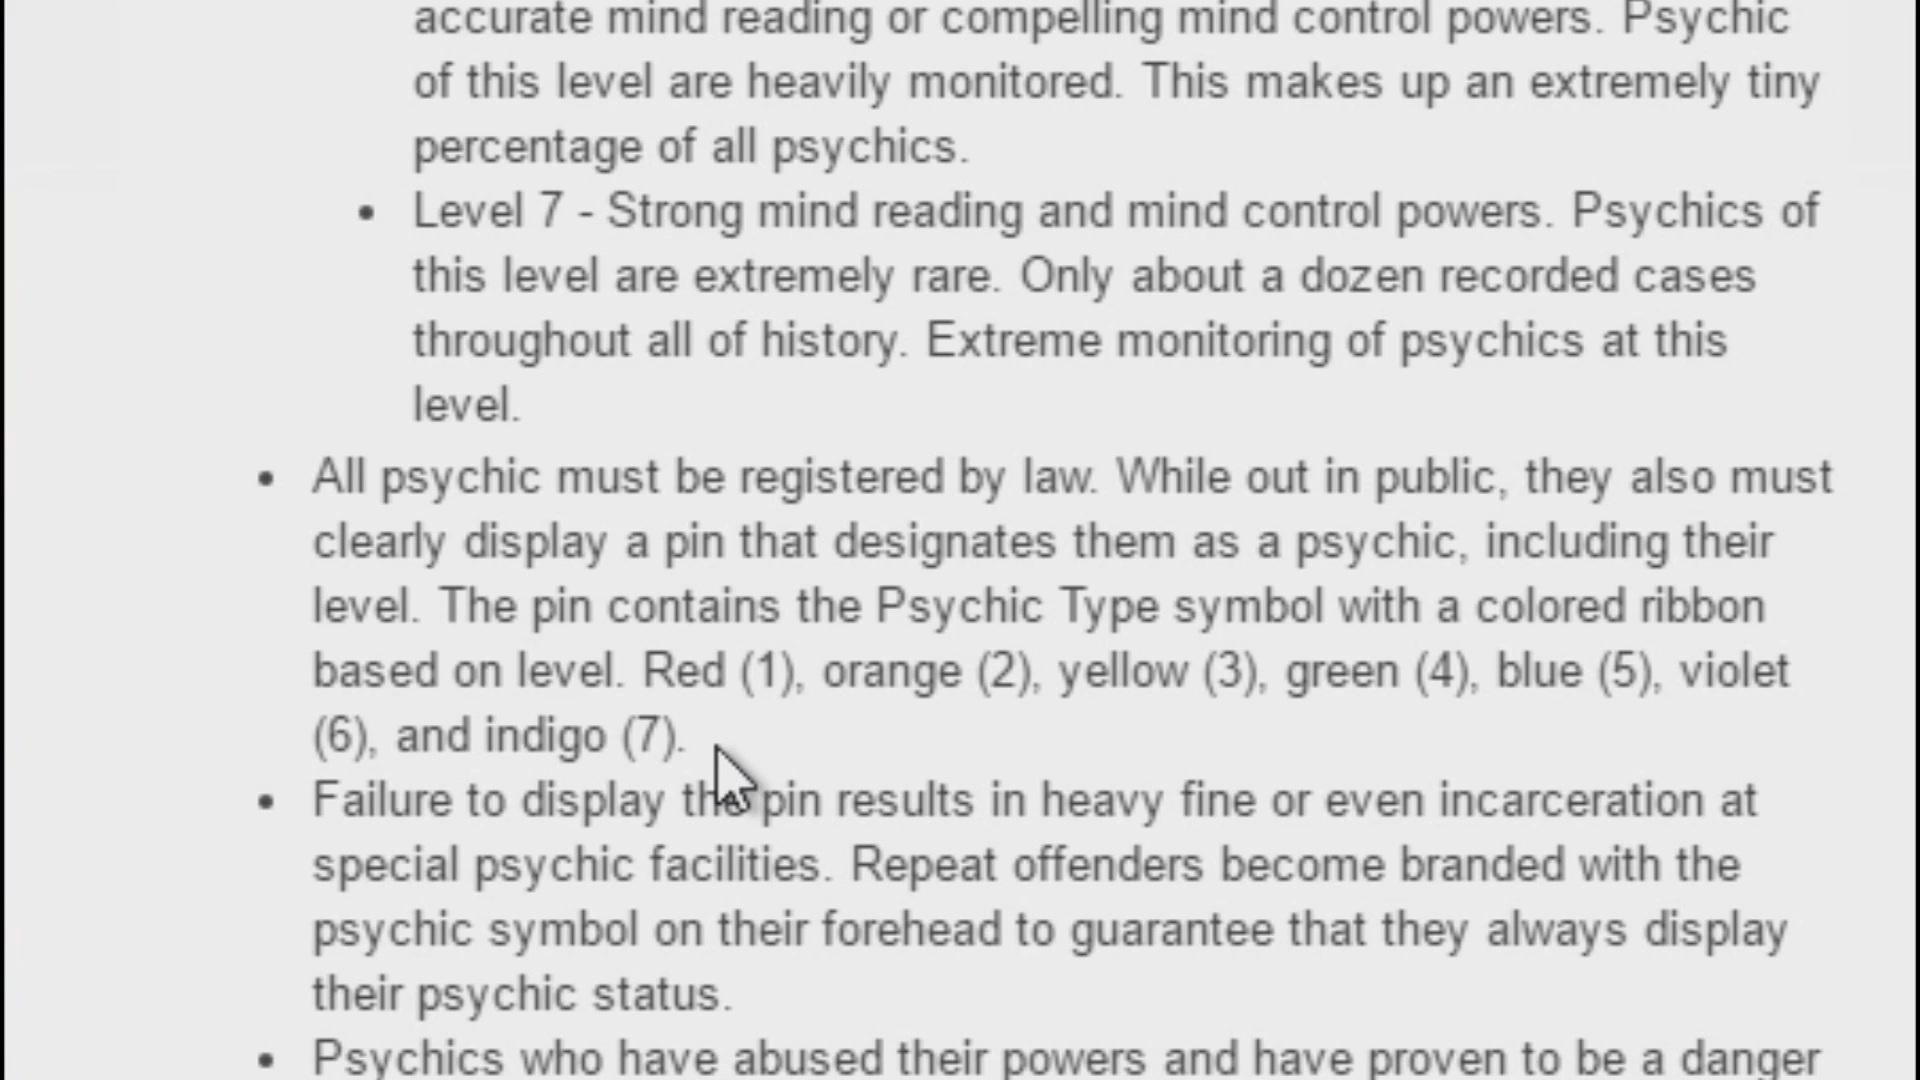 accurate mind reading or compelling mind control powers. Psychic
of this level are heavily monitored. This makes up an extremely tiny
percentage of all psychics.
• Level 7 - Strong mind reading and mind control powers. Psychics of
this level are extremely rare. Only about a dozen recorded cases
throughout all of history. Extreme monitoring of psychics at this
level.
• All psychic must be registered by law. While out in public, they also must
clearly display a pin that designates them as a psychic, including their
level. The pin contains the Psychic Type symbol with a colored ribbon
based on level. Red (1), orange (2), yellow (3), green (4), blue (5), violet
(6), and indigo (7).
• Failure to display the pin results in heavy fine or even incarceration at
special psychic facilities. Repeat offenders become branded with the
psychic symbol on their forehead to guarantee that they always display
their psychic status.
• Psychics who have abused their powers and have proven to be a danger